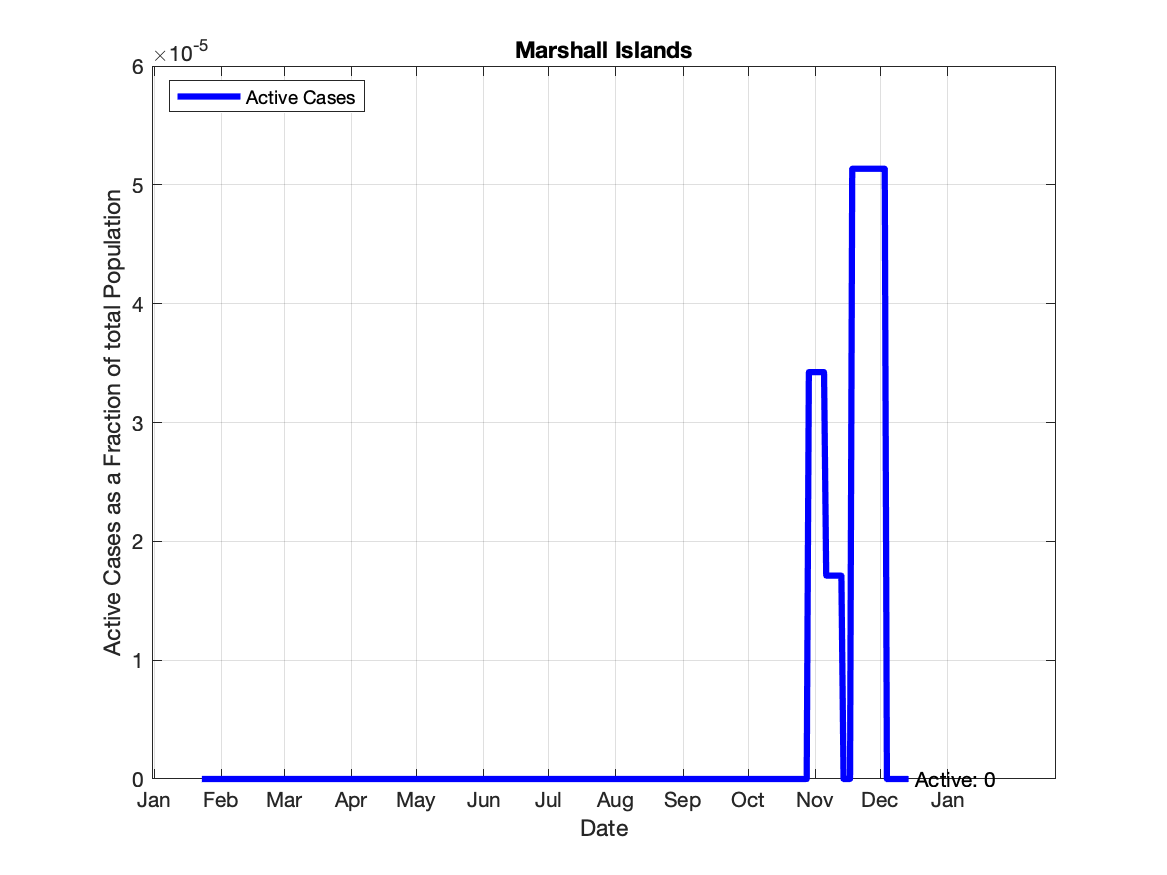 Marshall Islands
×10-5
Active Cases
6
5
4
3
2
1
0
Active Cases as a Fraction of total Population
Active: 0
Jan Feb Mar Apr May Jun Jul Aug Sep Oct Nov Dec Jan
Date